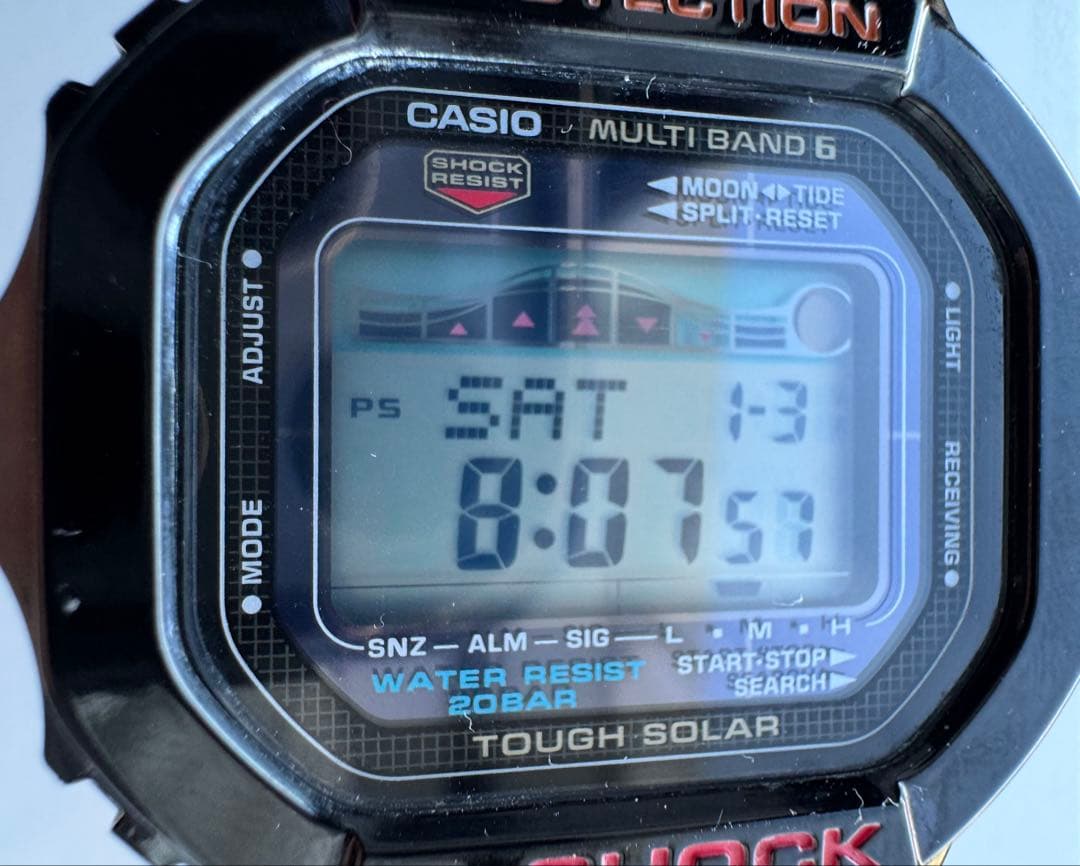 CASIO MULTI BAND 6
SHOCK
RESIST
MOON TIDE
SPLIT·RESET
ADJUST
LIGHT
PS SAT 1-3
8:07 57
MODE
RECEIVING
SNZ — ALM — SIG — L · M · H
WATER RESIST
20BAR
START·STOP
SEARCH
TOUGH SOLAR